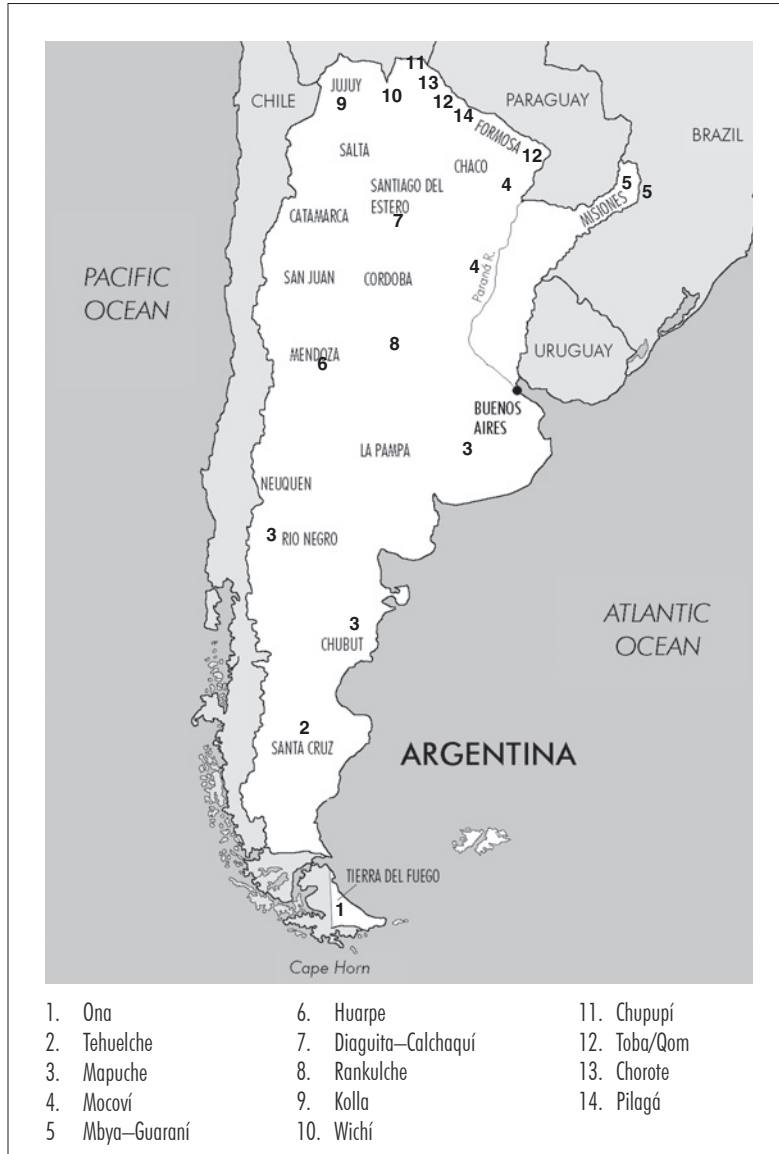 11
JUJUY
13
CHILE
9
10
12
PARAGUAY
14
FORMOSA
BRAZIL
SALTA
12
CHACO
SANTIAGO DEL
ESTERO
4
5
5
CATAMARCA
7
MISIONES
PACIFIC
OCEAN
SAN JUAN
CORDOBA
4
Paraná R.
8
MENDOZA
6
URUGUAY
BUENOS
AIRES
LA PAMPA
3
NEUQUEN
3
RIO NEGRO
3
CHUBUT
ATLANTIC
OCEAN
2
SANTA CRUZ
ARGENTINA
TIERRA DEL FUEGO
1
Cape Horn
1. Ona
2. Tehuelche
3. Mapuche
4. Mocoví
5 Mbya–Guaraní
6. Huarpe
7. Diaguita–Calchaquí
8. Rankulche
9. Kolla
10. Wichí
11. Chupupí
12. Toba/Qom
13. Chorote
14. Pilagá